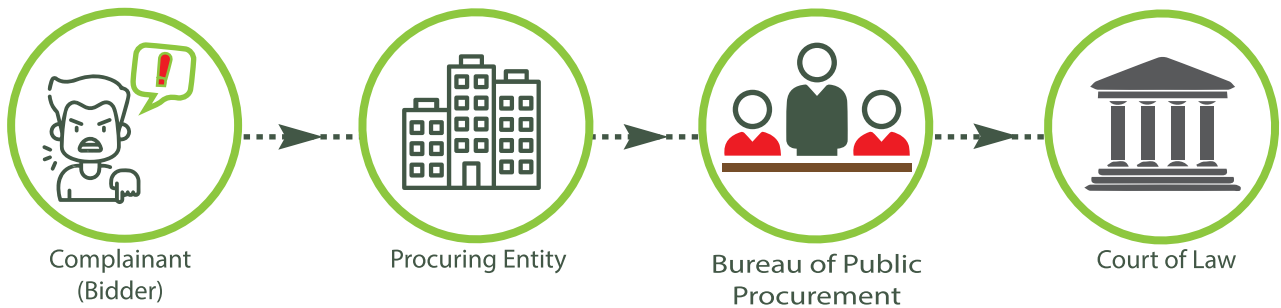 Complainant
(Bidder)
Procuring Entity
Bureau of Public
Procurement
Court of Law